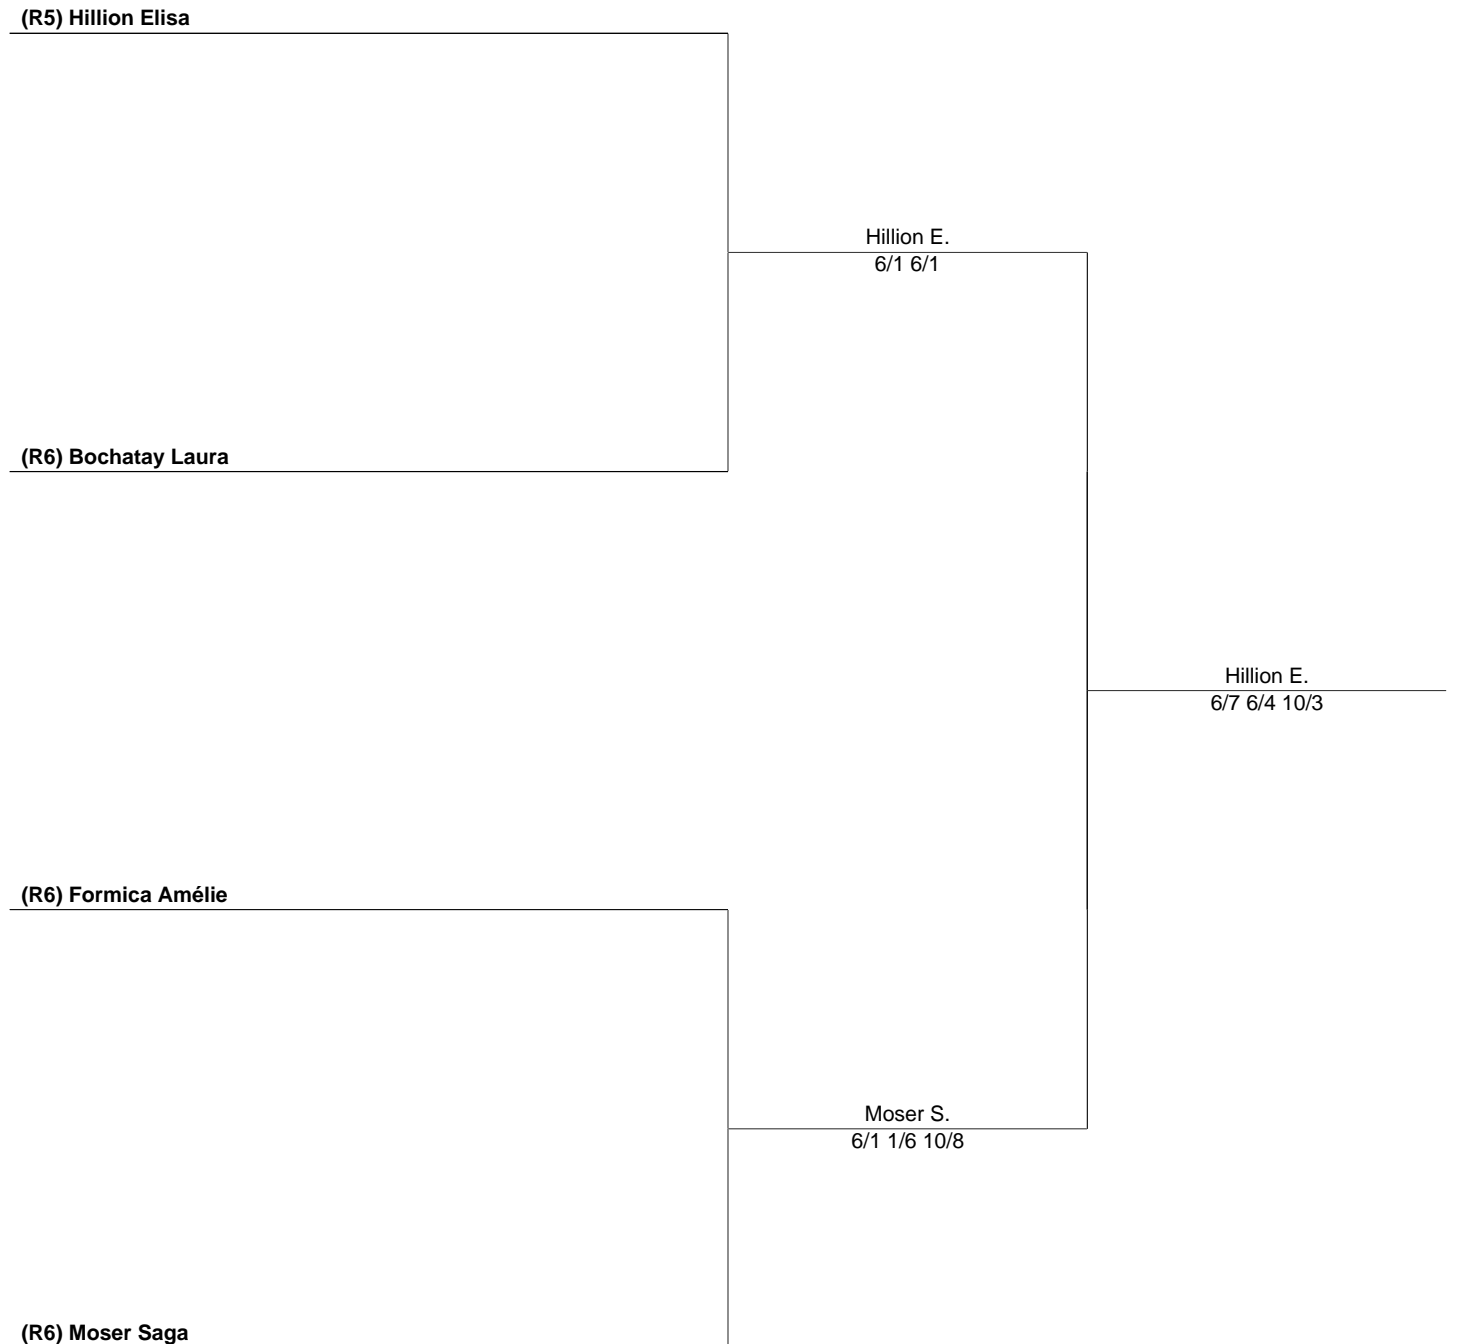 (R5) Hillion Elisa
Hillion E.
6/1 6/1
(R6) Bochatay Laura
Hillion E.
6/7 6/4 10/3
(R6) Formica Amélie
Moser S.
6/1 1/6 10/8
(R6) Moser Saga